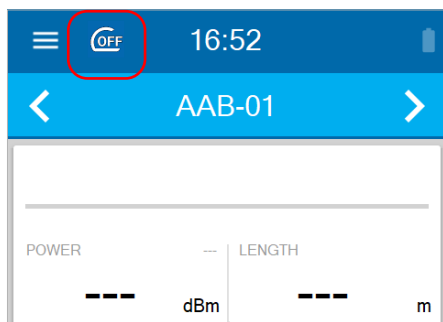 OFF 16:52
AAB-01
POWER --- LENGTH
--- dBm --- m